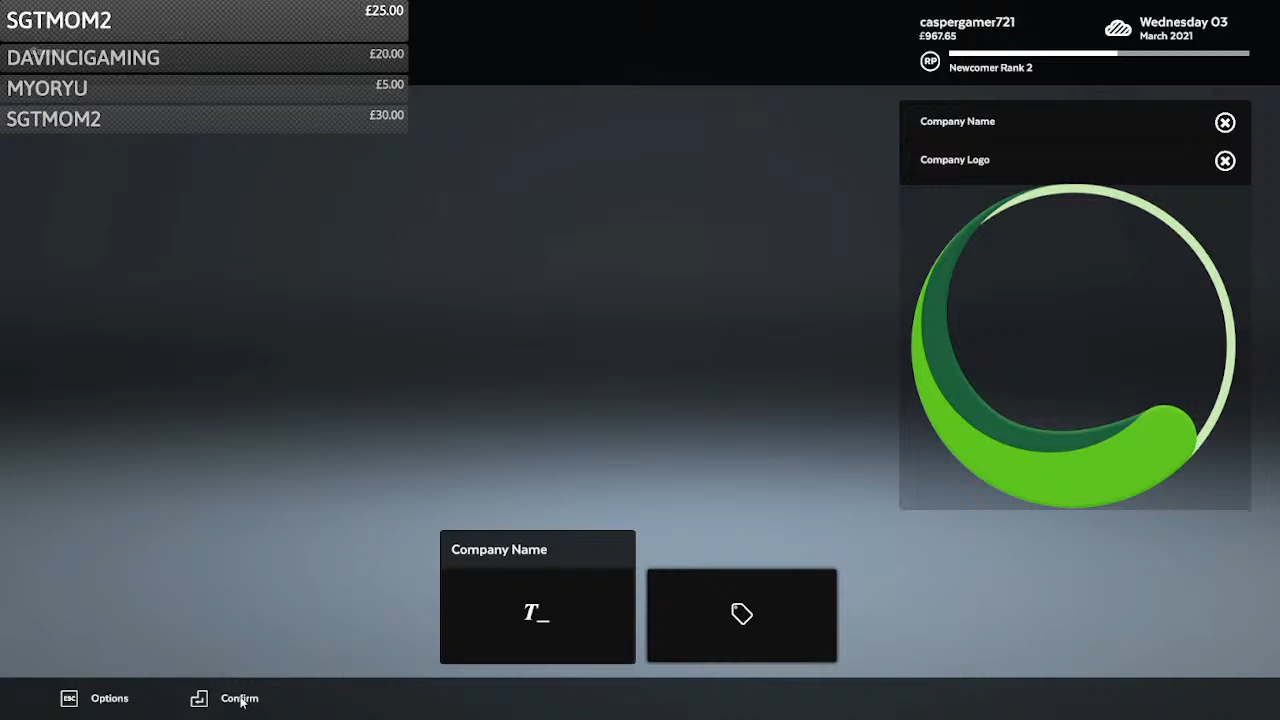 SGTMOM2 £25.00
DAVINCIGAMING £20.00
MYORYU £5.00
SGTMOM2 £30.00
caspergamer721
£967.65
Wednesday 03
March 2021
RP
Newcomer Rank 2
Company Name
Company Logo
Company Name
T_
ESC Options
Confirm